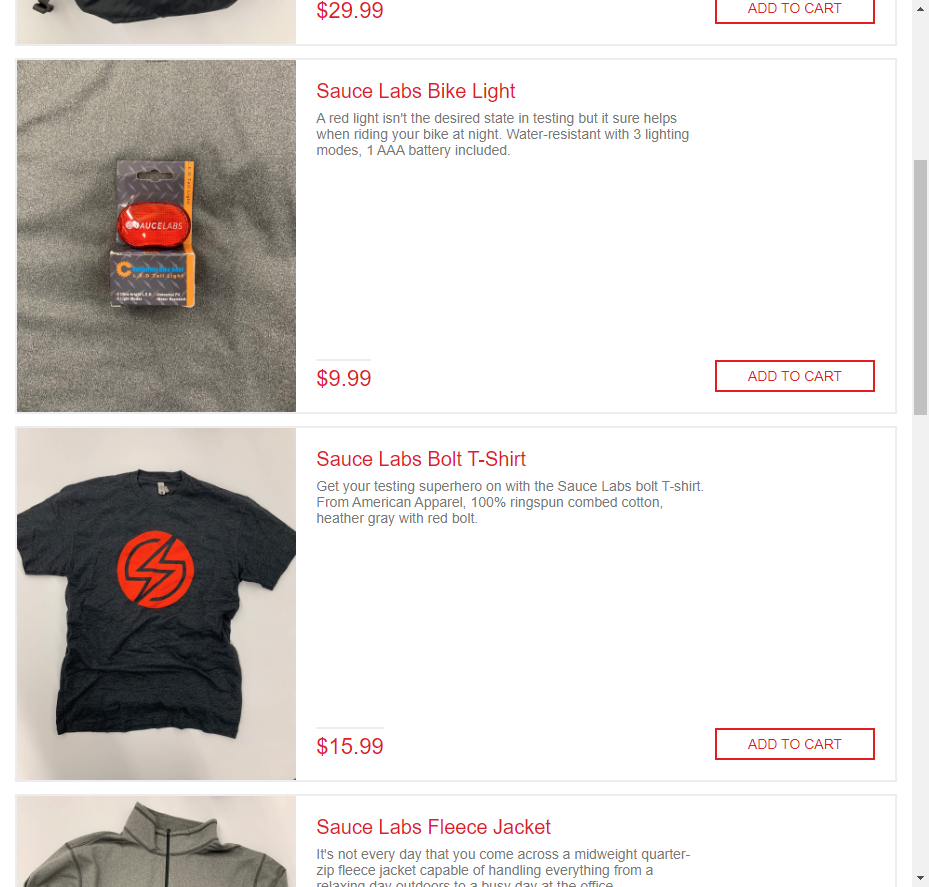 $29.99
ADD TO CART
Sauce Labs Bike Light
A red light isn't the desired state in testing but it sure helps
when riding your bike at night. Water-resistant with 3 lighting
modes, 1 AAA battery included.
SAUCELABS
L.E.D Tail Light
$9.99
ADD TO CART
Sauce Labs Bolt T-Shirt
Get your testing superhero on with the Sauce Labs bolt T-shirt.
From American Apparel, 100% ringspun combed cotton,
heather gray with red bolt.
$15.99
ADD TO CART
Sauce Labs Fleece Jacket
It's not every day that you come across a midweight quarter-
zip fleece jacket capable of handling everything from a
relaxing day outdoors to a busy day at the office.